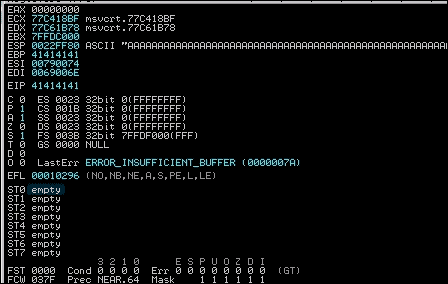 EAX 00000000
ECX 77C418BF msvcrt.77C418BF
EDX 77C61B78 msvcrt.77C61B78
EBX 7FFDC000
ESP 0022FF80 ASCII "AAAAAAAAAAAAAAAAAAAAAAAAAAAAAAAAAAAAAAAAAAAAAAAAAAAAA
EBP 41414141
ESI 00790074
EDI 0069006E
EIP 41414141
C 0 ES 0023 32bit 0(FFFFFFFF)
P 1 CS 001B 32bit 0(FFFFFFFF)
A 1 SS 0023 32bit 0(FFFFFFFF)
Z 0 DS 0023 32bit 0(FFFFFFFF)
S 1 FS 003B 32bit 7FFDF000(FFF)
T 0 GS 0000 NULL
D 0
O 0 LastErr ERROR_INSUFFICIENT_BUFFER (0000007A)
EFL 00010296 (NO,NB,NE,A,S,PE,L,LE)
ST0 empty
ST1 empty
ST2 empty
ST3 empty
ST4 empty
ST5 empty
ST6 empty
ST7 empty
3 2 1 0 E S P U O Z D I
FST 0000 Cond 0 0 0 0 Err 0 0 0 0 0 0 0 0 (GT)
FCW 037F Prec NEAR,64 Mask 1 1 1 1 1 1